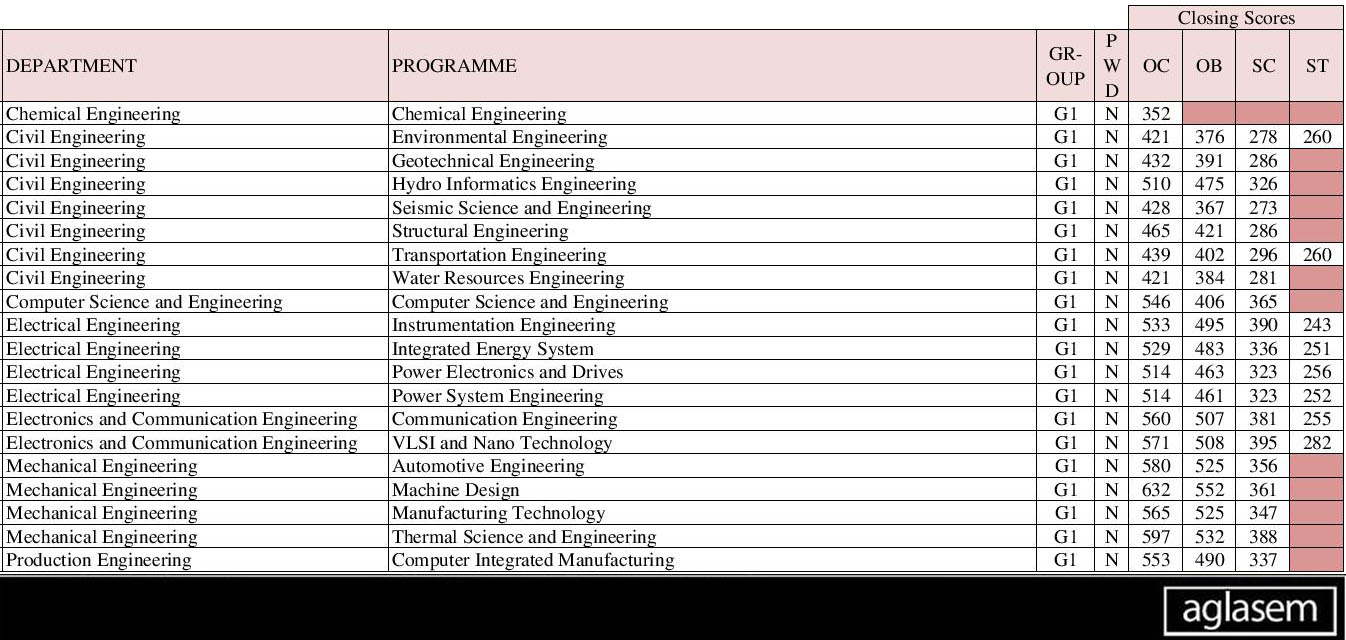 Closing Scores
DEPARTMENT PROGRAMME GR-OUP PWD OC OB SC ST
Chemical Engineering Chemical Engineering G1 N 352
Civil Engineering Environmental Engineering G1 N 421 376 278 260
Civil Engineering Geotechnical Engineering G1 N 432 391 286
Civil Engineering Hydro Informatics Engineering G1 N 510 475 326
Civil Engineering Seismic Science and Engineering G1 N 428 367 273
Civil Engineering Structural Engineering G1 N 465 421 286
Civil Engineering Transportation Engineering G1 N 439 402 296 260
Civil Engineering Water Resources Engineering G1 N 421 384 281
Computer Science and Engineering Computer Science and Engineering G1 N 546 406 365
Electrical Engineering Instrumentation Engineering G1 N 533 495 390 243
Electrical Engineering Integrated Energy System G1 N 529 483 336 251
Electrical Engineering Power Electronics and Drives G1 N 514 463 323 256
Electrical Engineering Power System Engineering G1 N 514 461 323 252
Electronics and Communication Engineering Communication Engineering G1 N 560 507 381 255
Electronics and Communication Engineering VLSI and Nano Technology G1 N 571 508 395 282
Mechanical Engineering Automotive Engineering G1 N 580 525 356
Mechanical Engineering Machine Design G1 N 632 552 361
Mechanical Engineering Manufacturing Technology G1 N 565 525 347
Mechanical Engineering Thermal Science and Engineering G1 N 597 532 388
Production Engineering Computer Integrated Manufacturing G1 N 553 490 337
aglasem